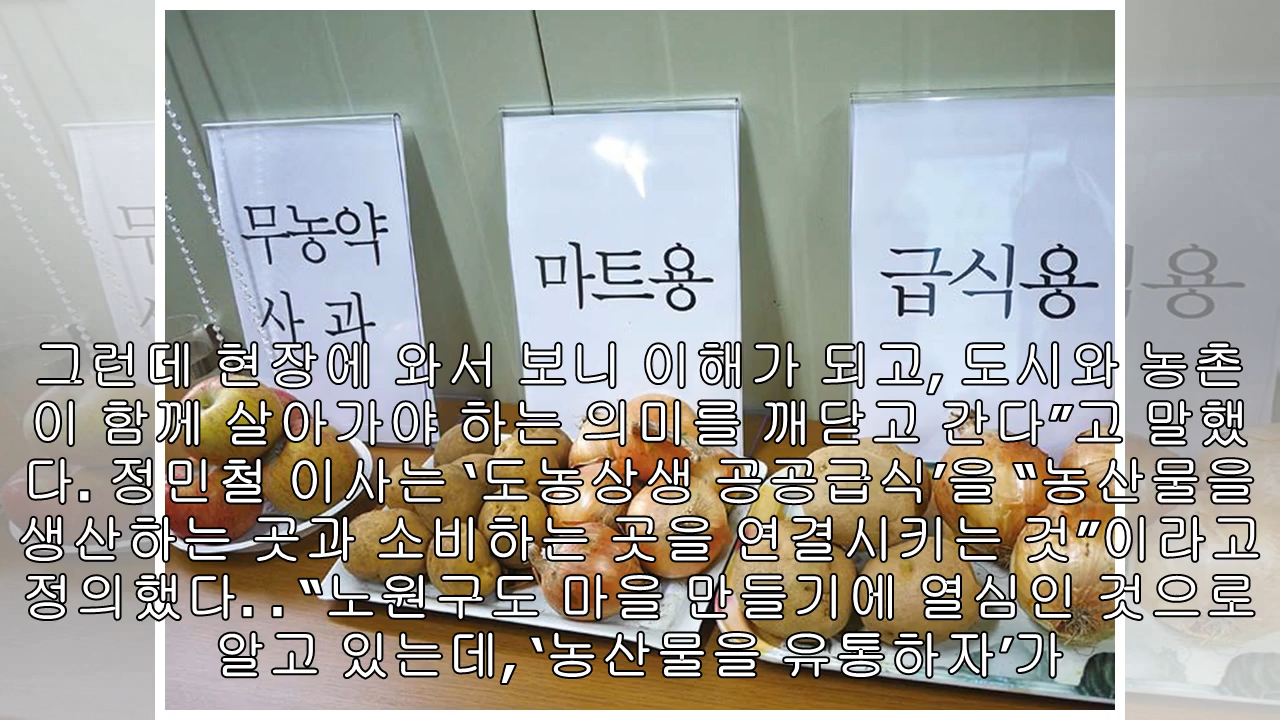 무농약
사 과
마트용
급식용
식용
그런데 현장에 와서 보니 이해가 되고, 도시와 농촌
이 함께 살아가야 하는 의미를 깨닫고 간다”고 말했
다. 정민철 이사는 ‘도농상생 공공급식’을 “농산물을
생산하는 곳과 소비하는 곳을 연결시키는 것”이라고
정의했다. . “노원구도 마을 만들기에 열심인 것으로
알고 있는데, ‘농산물을 유통하자’가